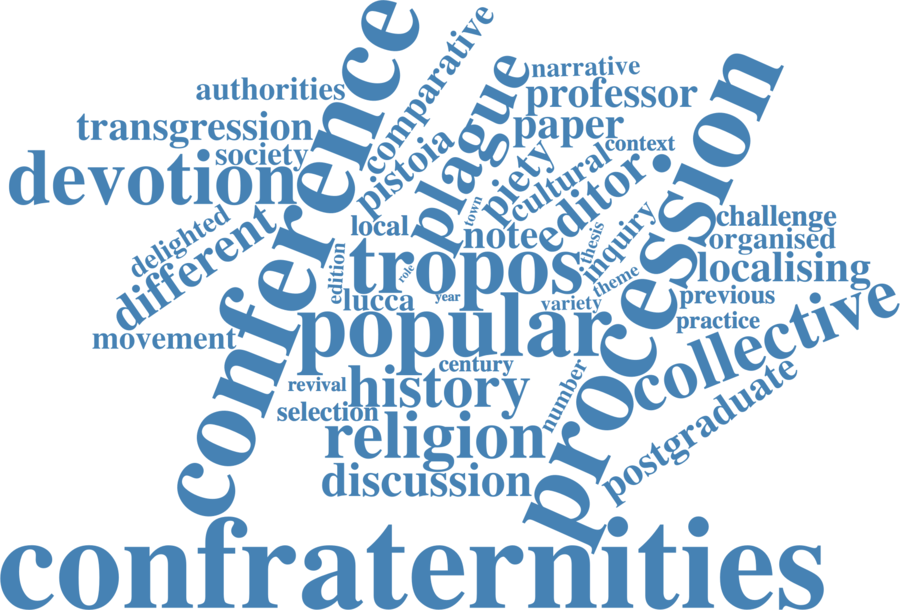 conference
comparative
authorities
narrative
plague
professor
transgression
paper
society
pistoia
context
devotion
piety
cultural
procession
delighted
different
local
town
note
editor
thesis
inquiry
challenge
organised
edition
tropos
role
theme
localising
movement
lucca
year
variety
previous
popular
practice
collective
century
revival
history
number
selection
postgraduate
religion
discussion
confraternities